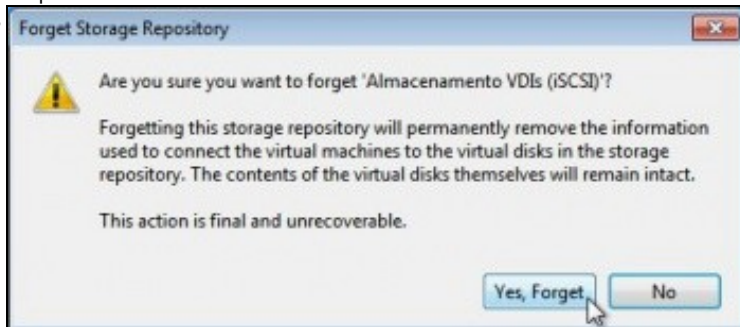 Forget Storage Repository
Are you sure you want to forget 'Almacenamento VDIs (iSCSI)'?
Forgetting this storage repository will permanently remove the information
used to connect the virtual machines to the virtual disks in the storage
repository. The contents of the virtual disks themselves will remain intact.
This action is final and unrecoverable.
Yes, Forget
No